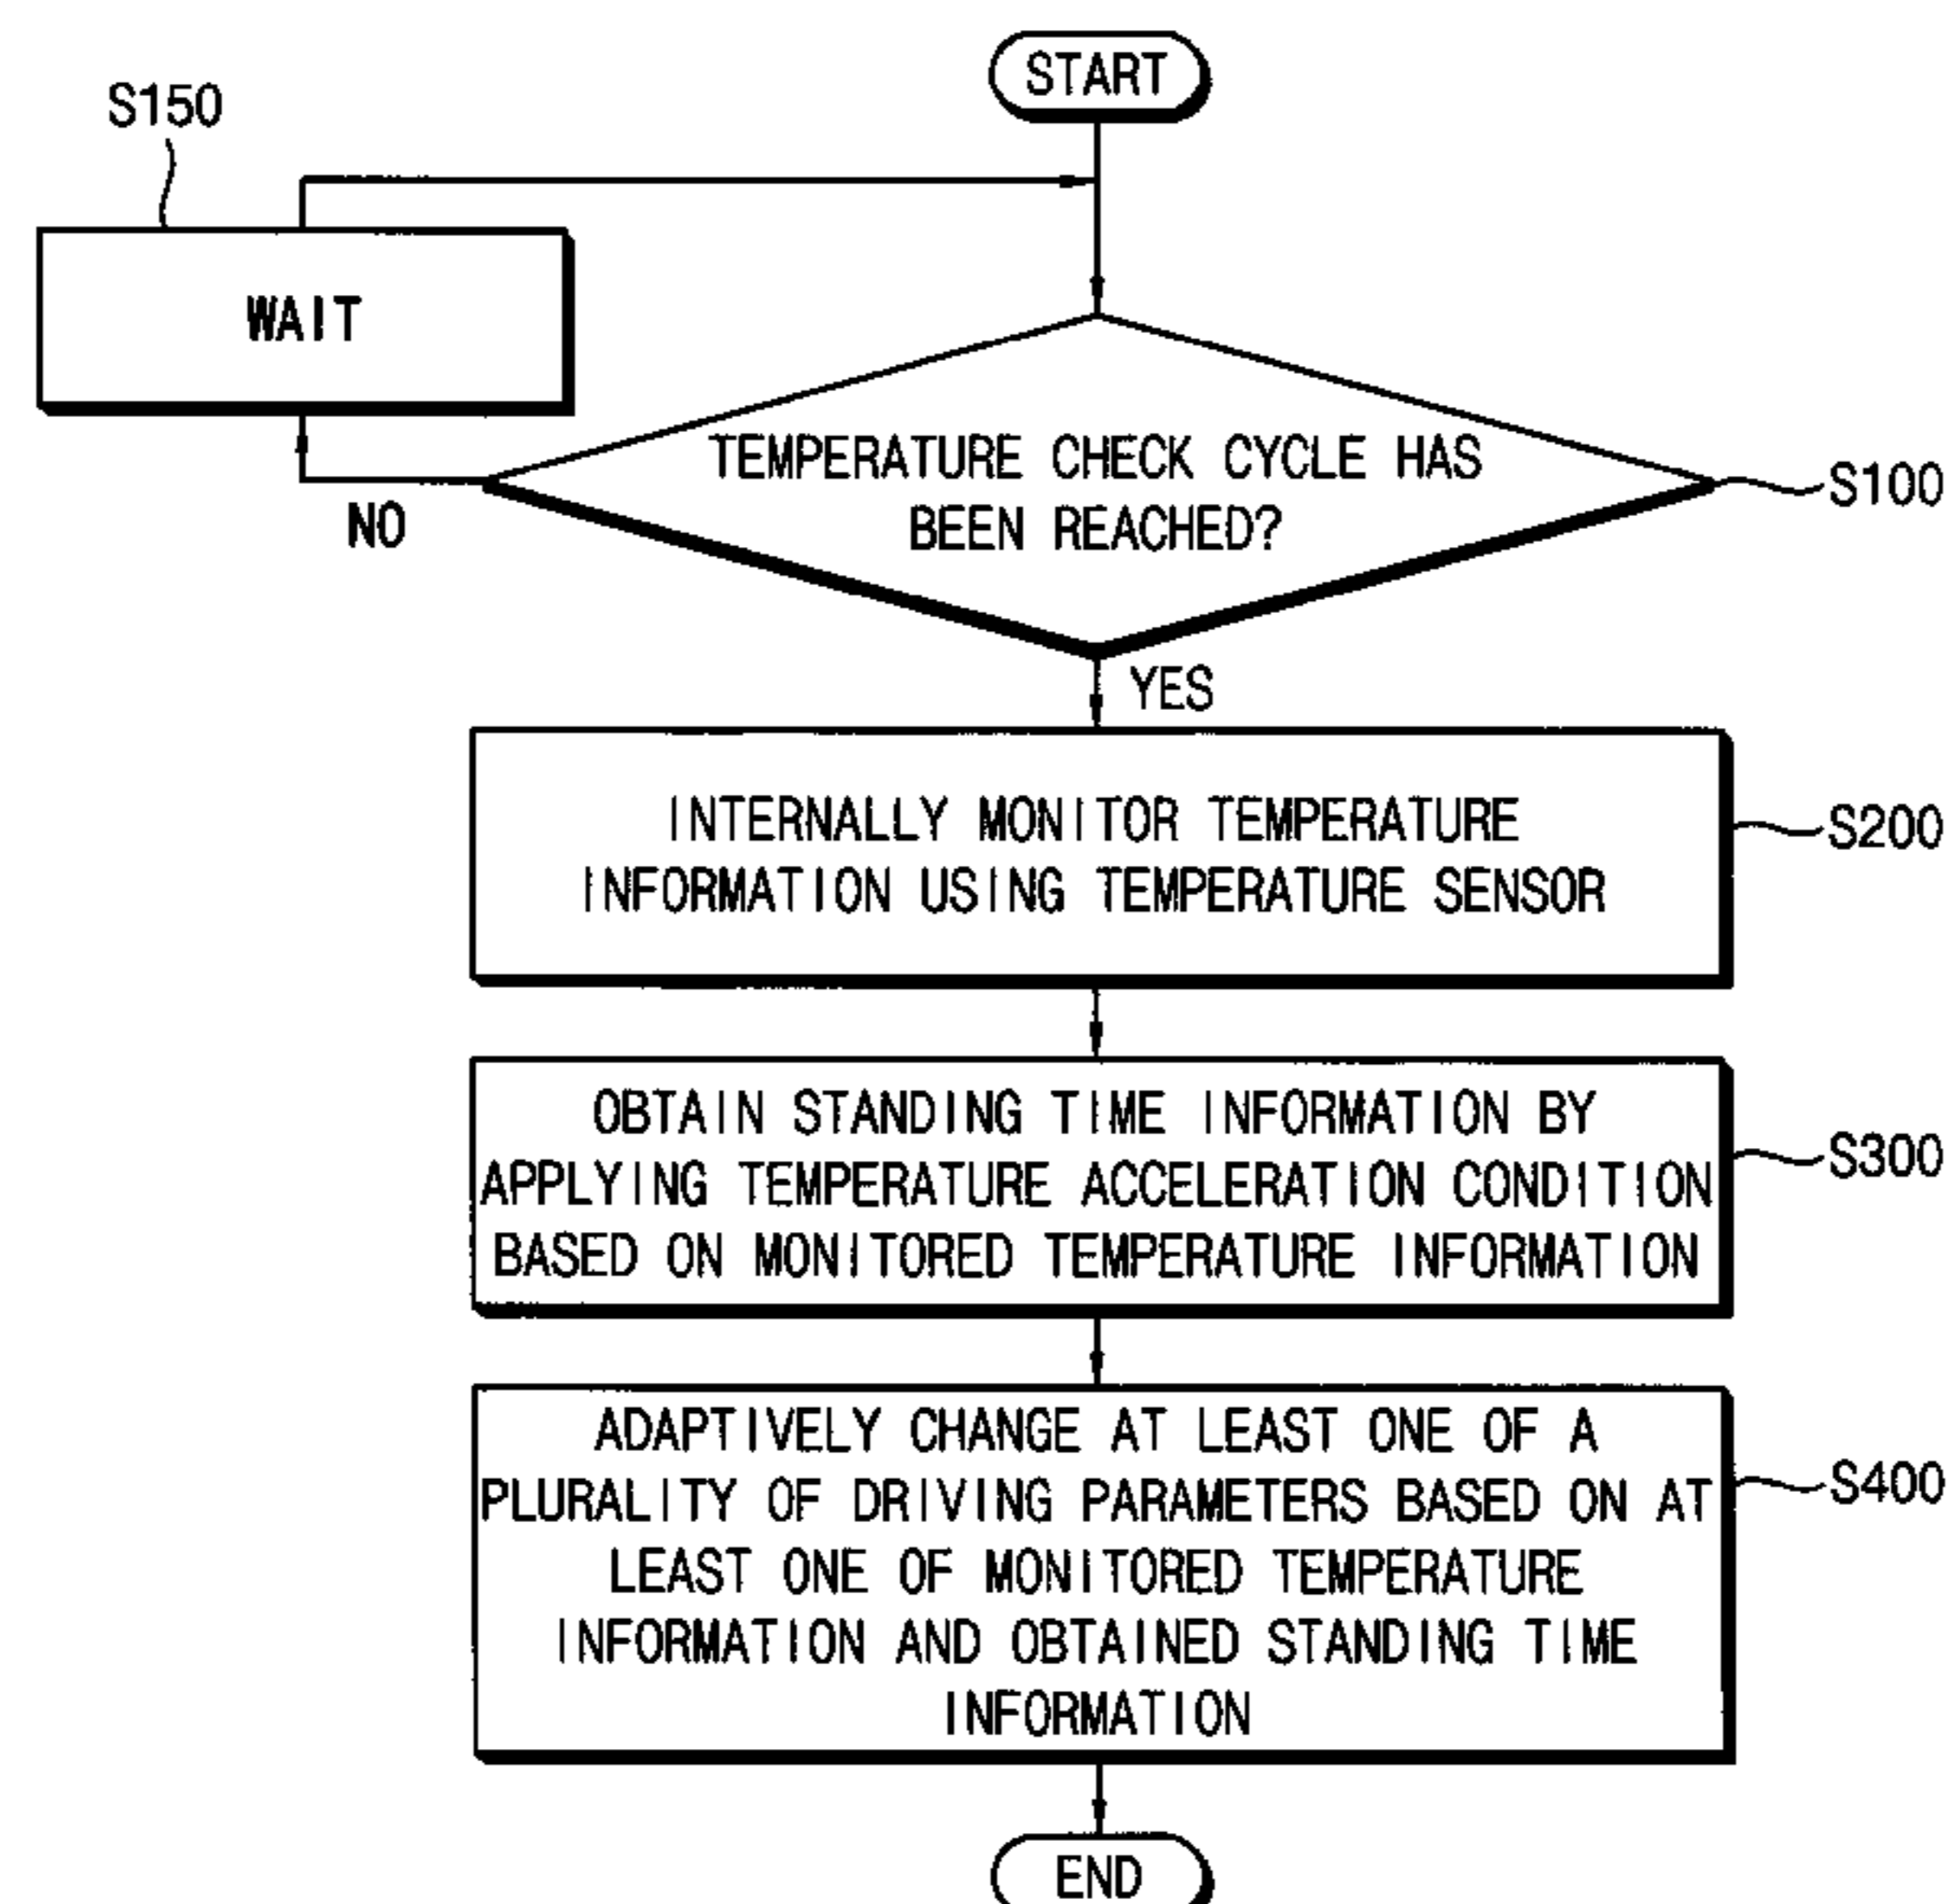 START
S150
WAIT
TEMPERATURE CHECK CYCLE HAS
BEEN REACHED?
S100
NO
YES
INTERNALLY MONITOR TEMPERATURE
INFORMATION USING TEMPERATURE SENSOR
S200
OBTAIN STANDING TIME INFORMATION BY
APPLYING TEMPERATURE ACCELERATION CONDITION
BASED ON MONITORED TEMPERATURE INFORMATION
S300
ADAPTIVELY CHANGE AT LEAST ONE OF A
PLURALITY OF DRIVING PARAMETERS BASED ON AT
LEAST ONE OF MONITORED TEMPERATURE
INFORMATION AND OBTAINED STANDING TIME
INFORMATION
S400
END